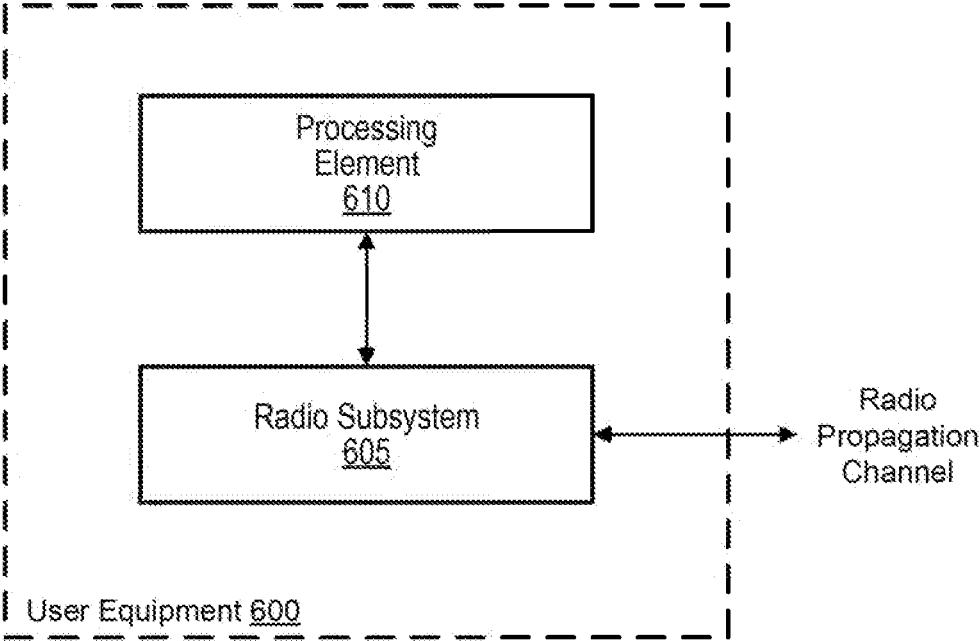 Processing
Element
610
Radio Subsystem
605
Radio
Propagation
Channel
User Equipment 600